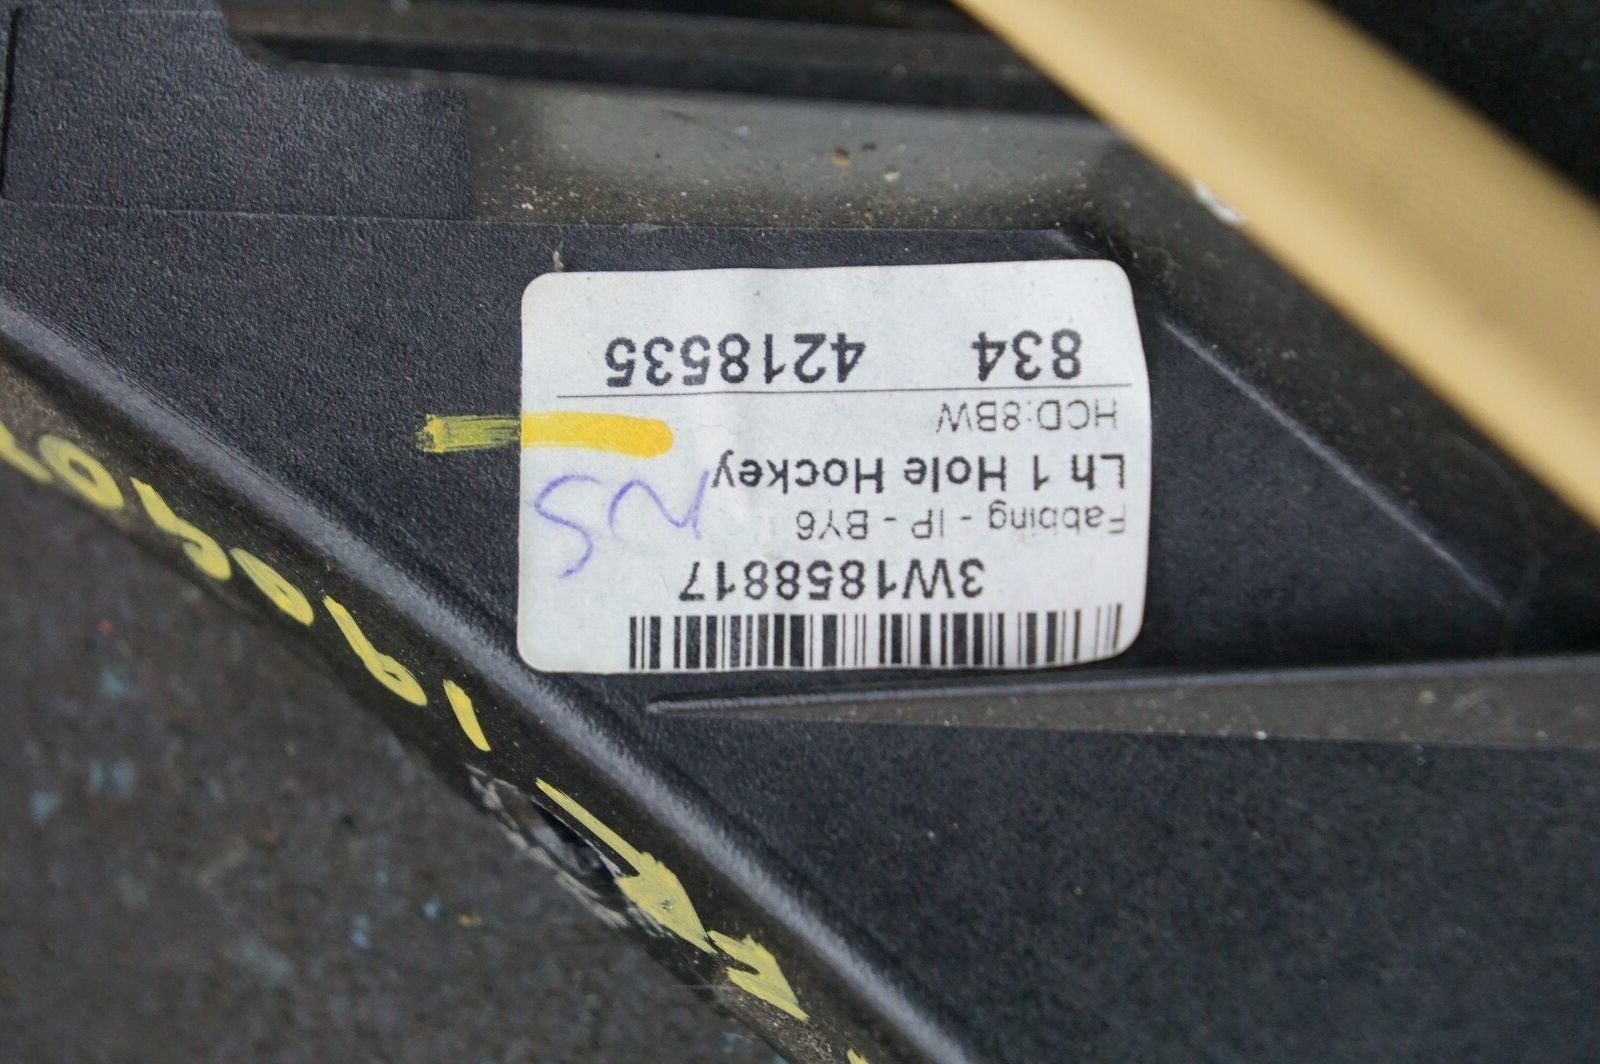 3W1858817
Fabbing - IP - BY6
Lh 1 Hole Hockey
HCD:8BW
834 4218535